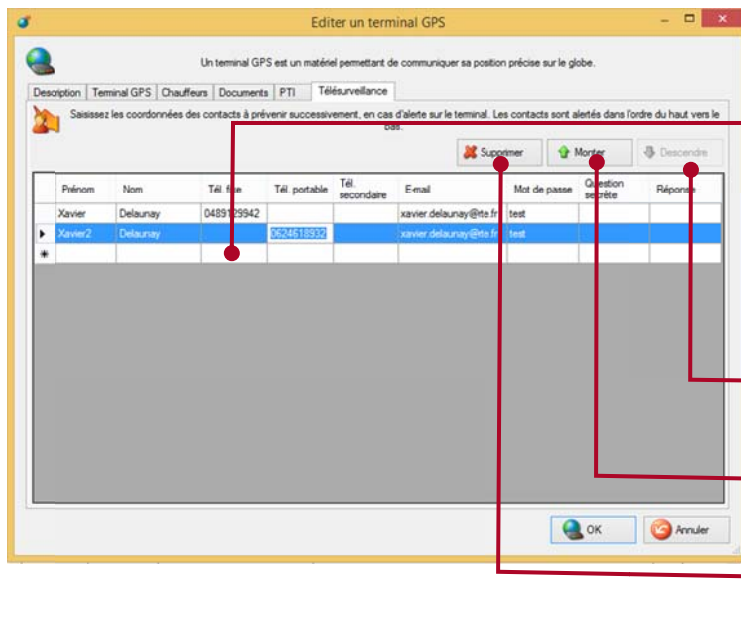 Editer un terminal GPS
Un terminal GPS est un matériel permettant de communiquer sa position précise sur le globe.
Description Terminal GPS Chauffeurs Documents PTI Télésurveillance
Saisissez les coordonnées des contacts à prévenir successivement, en cas d'alerte sur le terminal. Les contacts sont alertés dans l'ordre du haut vers le
bas.
Supprimer Monter Descendre
Prénom Nom Tél. fixe Tél. portable Tél. secondaire E-mail Mot de passe Question secrète Réponse
Xavier Delaunay 0489129942 xavier.delaunay@rte.fr test
Xavier2 Delaunay 0624618932 xavier.delaunay@rte.fr test
OK Annuler